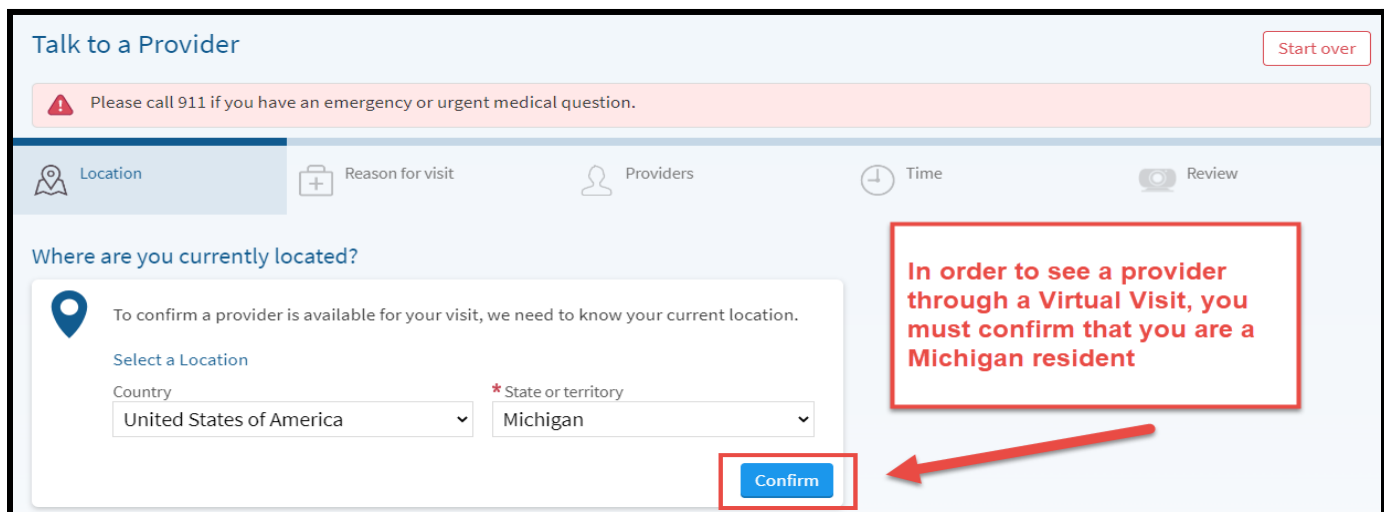 Talk to a Provider
Start over
Please call 911 if you have an emergency or urgent medical question.
Location
Reason for visit
Providers
Time
Review
Where are you currently located?
To confirm a provider is available for your visit, we need to know your current location.
Select a Location
Country
* State or territory
United States of America
Michigan
Confirm
In order to see a provider
through a Virtual Visit, you
must confirm that you are a
Michigan resident